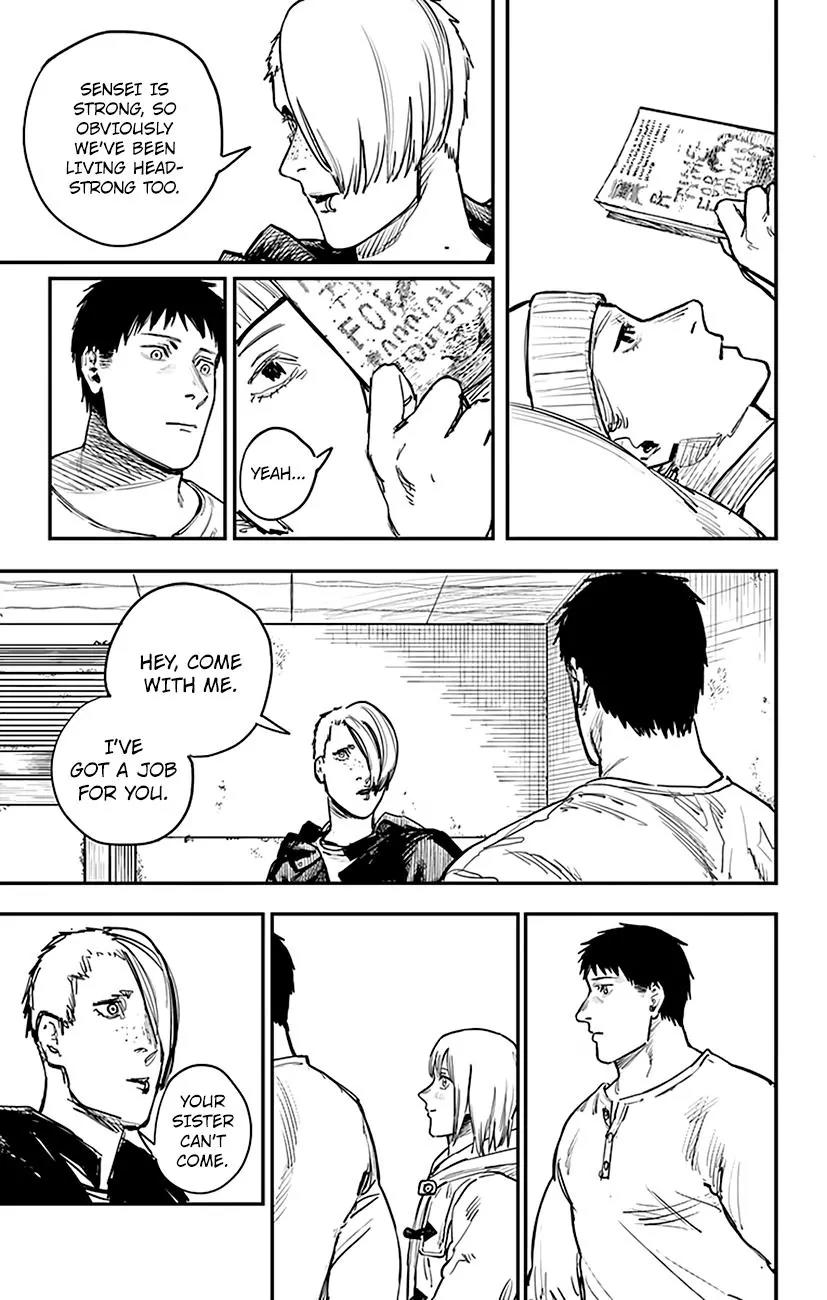 SENSEI IS
STRONG, SO
OBVIOUSLY
WE'VE BEEN
LIVING HEAD-
STRONG TOO.
YEAH...
HEY, COME
WITH ME.
I'VE
GOT A JOB
FOR YOU.
YOUR
SISTER
CAN'T
COME.